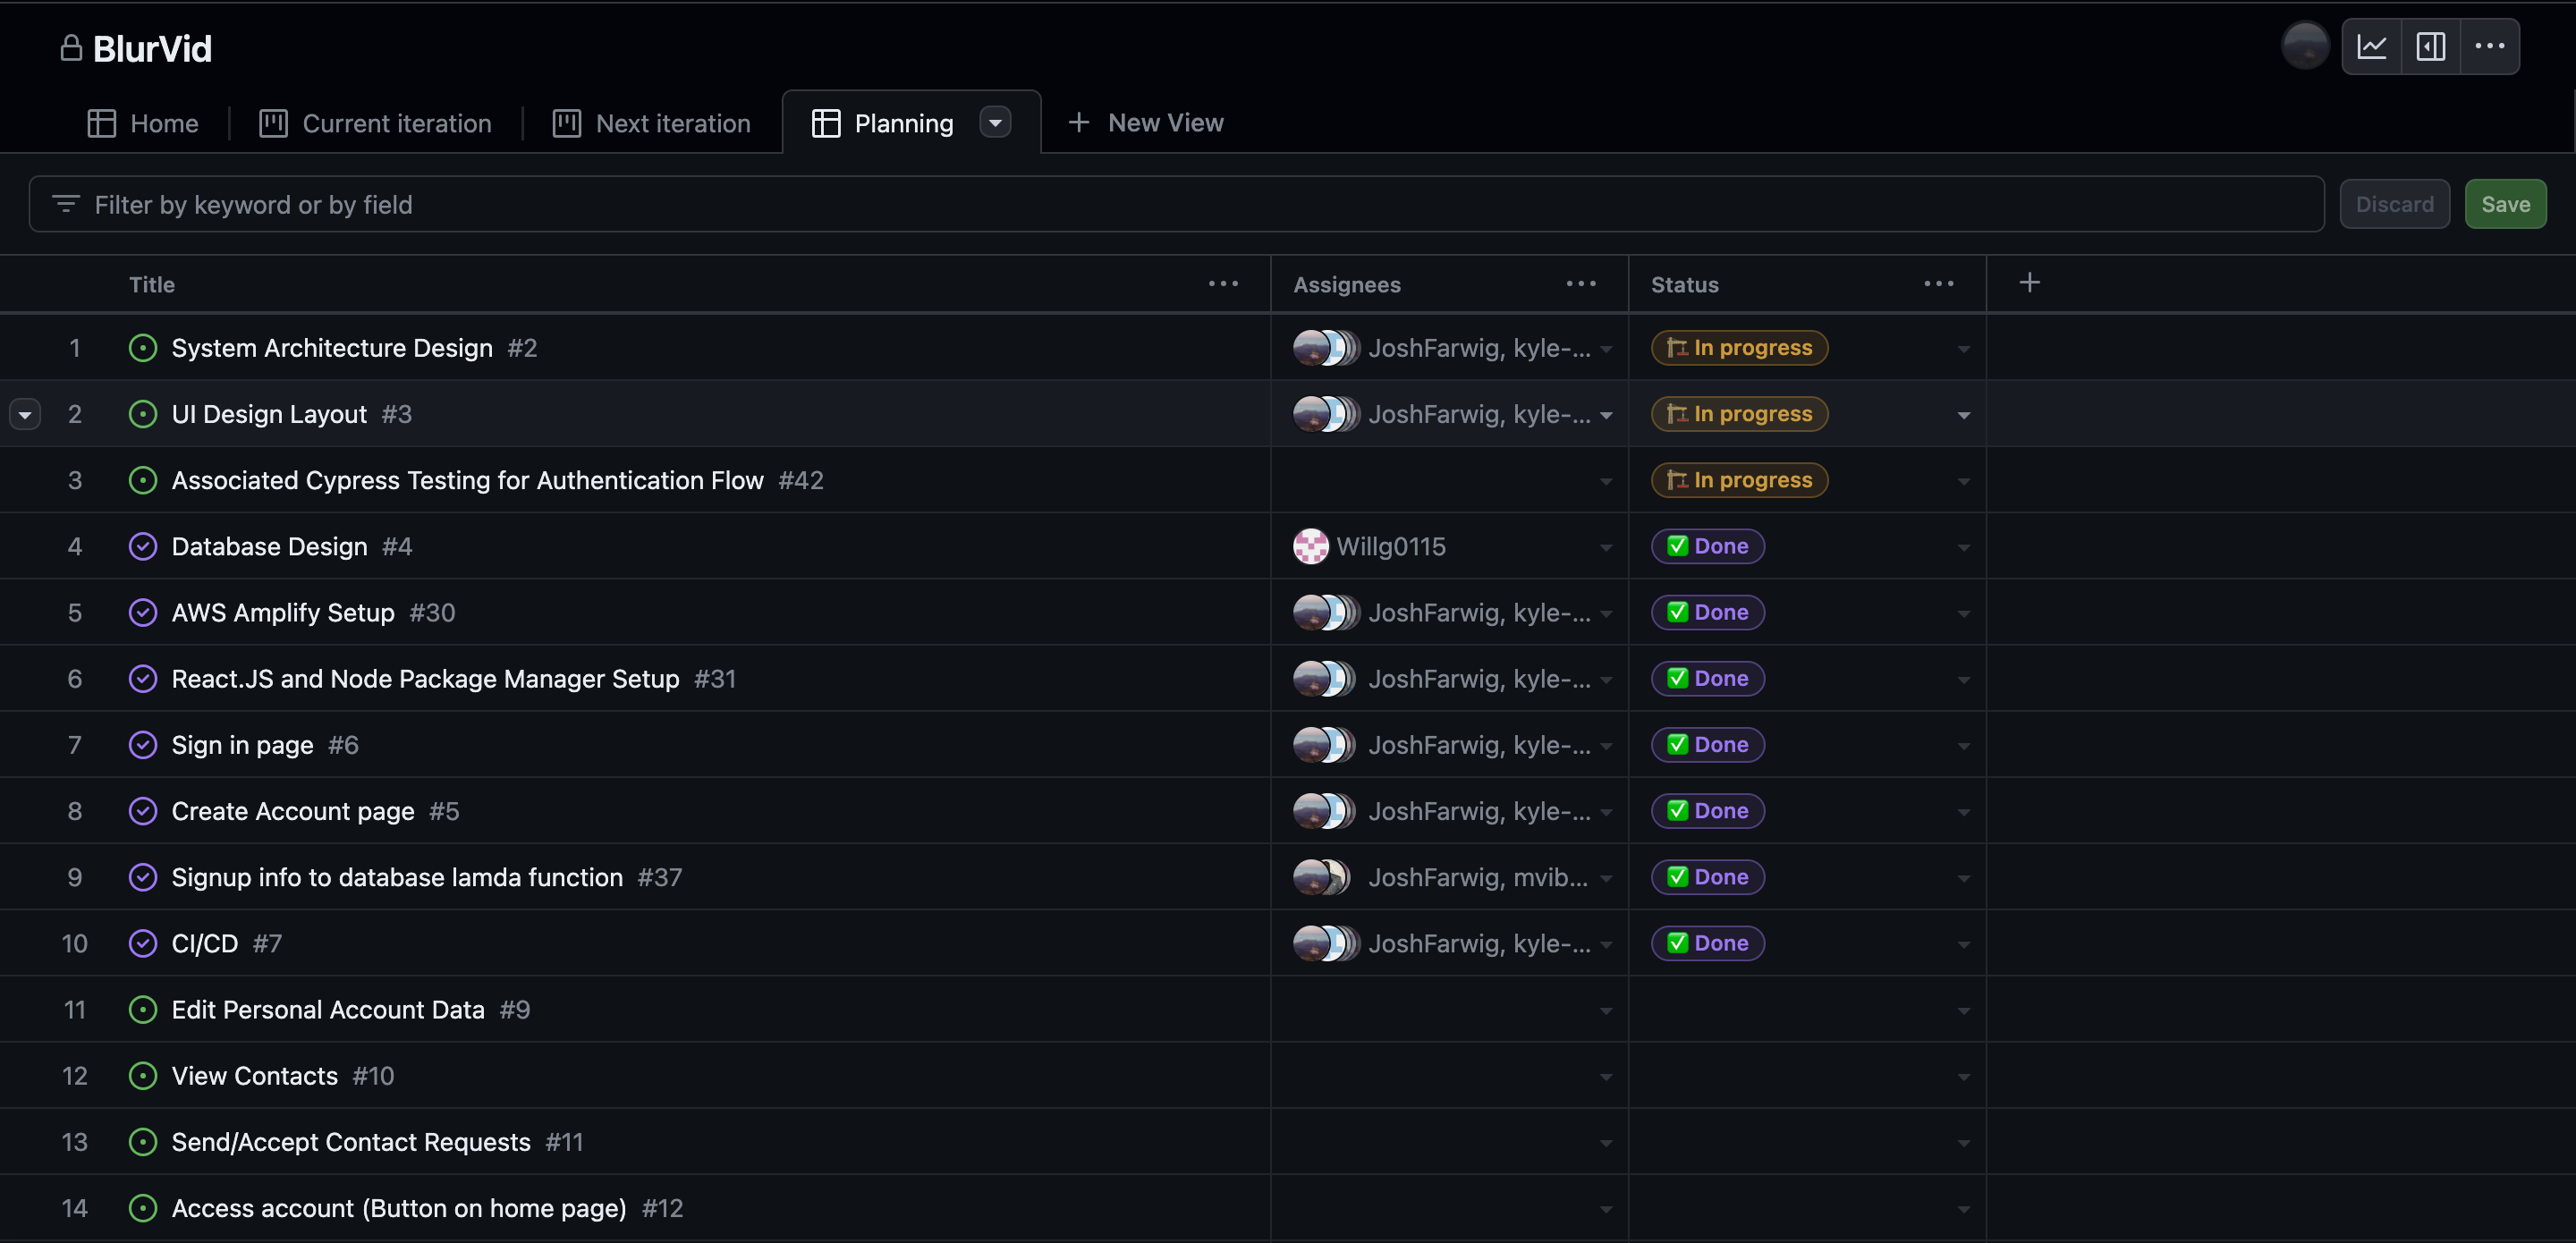 BlurVid
Home
Current iteration
Next iteration
Planning
New View
Filter by keyword or by field
Discard
Save
Title
Assignees
Status
1 System Architecture Design #2 JoshFarwig, kyle-... In progress
2 UI Design Layout #3 JoshFarwig, kyle-... In progress
3 Associated Cypress Testing for Authentication Flow #42 In progress
4 Database Design #4 Willg0115 Done
5 AWS Amplify Setup #30 JoshFarwig, kyle-... Done
6 React.JS and Node Package Manager Setup #31 JoshFarwig, kyle-... Done
7 Sign in page #6 JoshFarwig, kyle-... Done
8 Create Account page #5 JoshFarwig, kyle-... Done
9 Signup info to database lamda function #37 JoshFarwig, mvib... Done
10 CI/CD #7 JoshFarwig, kyle-... Done
11 Edit Personal Account Data #9
12 View Contacts #10
13 Send/Accept Contact Requests #11
14 Access account (Button on home page) #12